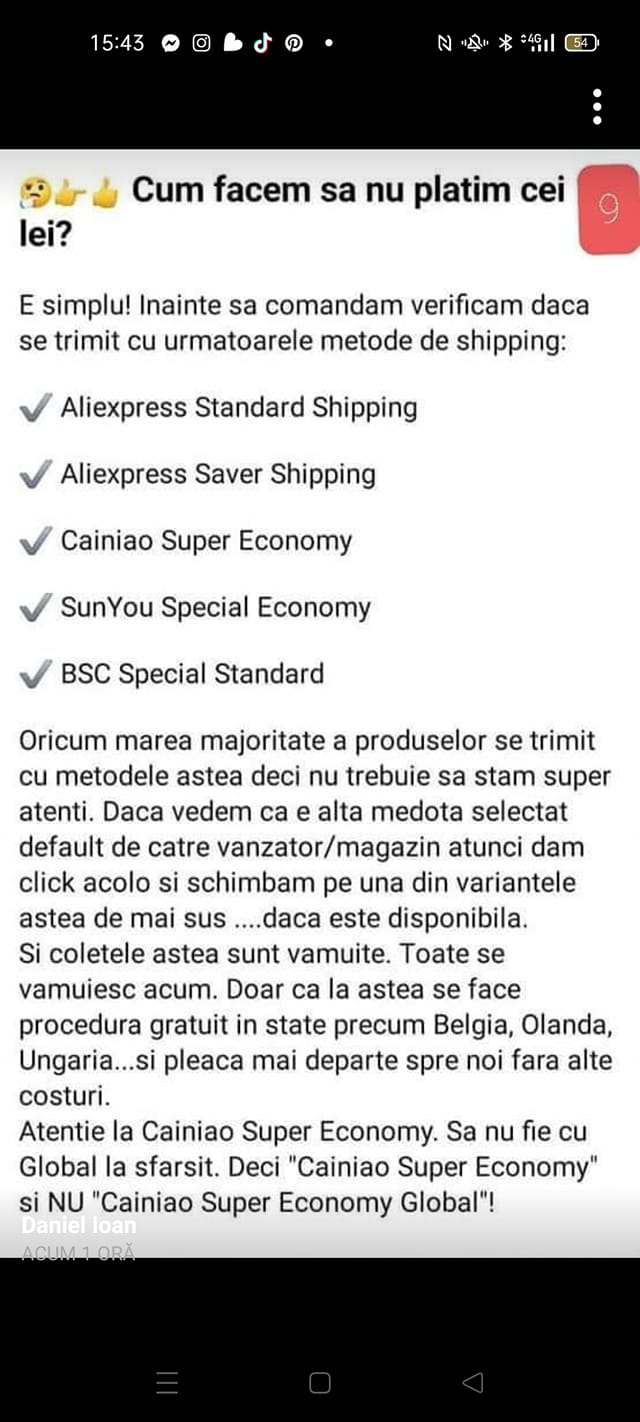 15:43
4G
54
Cum facem sa nu platim cei 9
lei?
E simplu! Inainte sa comandam verificam daca
se trimit cu urmatoarele metode de shipping:
Aliexpress Standard Shipping
Aliexpress Saver Shipping
Cainiao Super Economy
SunYou Special Economy
BSC Special Standard
Oricum marea majoritate a produselor se trimit
cu metodele astea deci nu trebuie sa stam super
atenti. Daca vedem ca e alta medota selectat
default de catre vanzator/magazin atunci dam
click acolo si schimbam pe una din variantele
astea de mai sus ....daca este disponibila.
Si coletele astea sunt vamuite. Toate se
vamuiesc acum. Doar ca la astea se face
procedura gratuit in state precum Belgia, Olanda,
Ungaria...si pleaca mai departe spre noi fara alte
costuri.
Atentie la Cainiao Super Economy. Sa nu fie cu
Global la sfarsit. Deci "Cainiao Super Economy"
si NU "Cainiao Super Economy Global"!
Daniel Ioan
ACUM 1 ORĂ